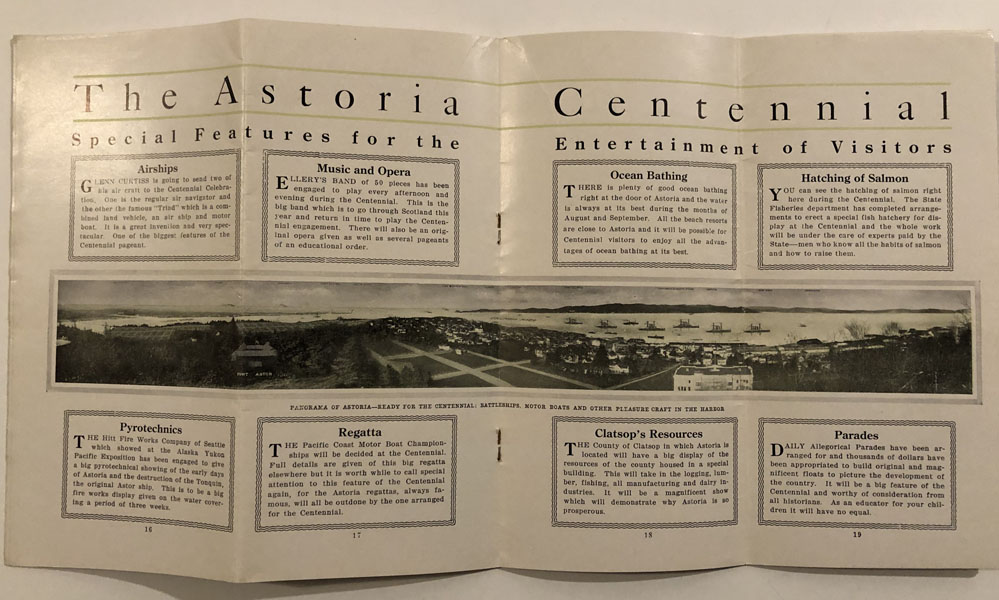 The Astoria Centennial
Special Features for the Entertainment of Visitors
Airships
GLENN CURTISS is going to send two of
his air craft to the Centennial Celebra-
tion. One is the regular air navigator and
the other the famous "Triad" which is a com-
bined land vehicle, an air ship and motor
boat. It is a great invention and very spec-
tacular. One of the biggest features of the
Centennial pageant.
Music and Opera
ELLERY'S BAND of 50 pieces has been
engaged to play every afternoon and
evening during the Centennial. This is the
big band which is to go through Scotland this
year and return in time to play the Centen-
nial engagement. There will also be an orig-
inal opera given as well as several pageants
of an educational order.
Ocean Bathing
THERE is plenty of good ocean bathing
right at the door of Astoria and the water
is always at its best during the months of
August and September. All the beach resorts
are close to Astoria and it will be possible for
Centennial visitors to enjoy all the advan-
tages of ocean bathing at its best.
Hatching of Salmon
YOU can see the hatching of salmon right
here during the Centennial. The State
Fisheries department has completed arrange-
ments to erect a special fish hatchery for dis-
play at the Centennial and the whole work
will be under the care of experts paid by the
State—men who know all the habits of salmon
and how to raise them.
FORT ASTOR
PANORAMA OF ASTORIA—READY FOR THE CENTENNIAL; BATTLESHIPS, MOTOR BOATS AND OTHER PLEASURE CRAFT IN THE HARBOR
Pyrotechnics
THE Hitt Fire Works Company of Seattle
which showed at the Alaska Yukon
Pacific Exposition has been engaged to give
a big pyrotechnical showing of the early days
of Astoria and the destruction of the Tonquin,
the original Astor ship. This is to be a big
fire works display given on the water cover-
ing a period of three weeks.
16
Regatta
THE Pacific Coast Motor Boat Champion-
ships will be decided at the Centennial.
Full details are given of this big regatta
elsewhere but it is worth while to call special
attention to this feature of the Centennial
again, for the Astoria regattas, always fa-
mous, will all be outdone by the one arranged
for the Centennial.
17
Clatsop's Resources
THE County of Clatsop in which Astoria is
located will have a big display of the
resources of the county housed in a special
building. This will take in the logging, lum-
ber, fishing, all manufacturing and dairy in-
dustries. It will be a magnificent show
which will demonstrate why Astoria is so
prosperous.
18
Parades
DAILY Allegorical Parades have been ar-
ranged for and thousands of dollars have
been appropriated to build original and mag-
nificent floats to picture the development of
the country. It will be a big feature of the
Centennial and worthy of consideration from
all historians. As an educator for your chil-
dren it will have no equal.
19